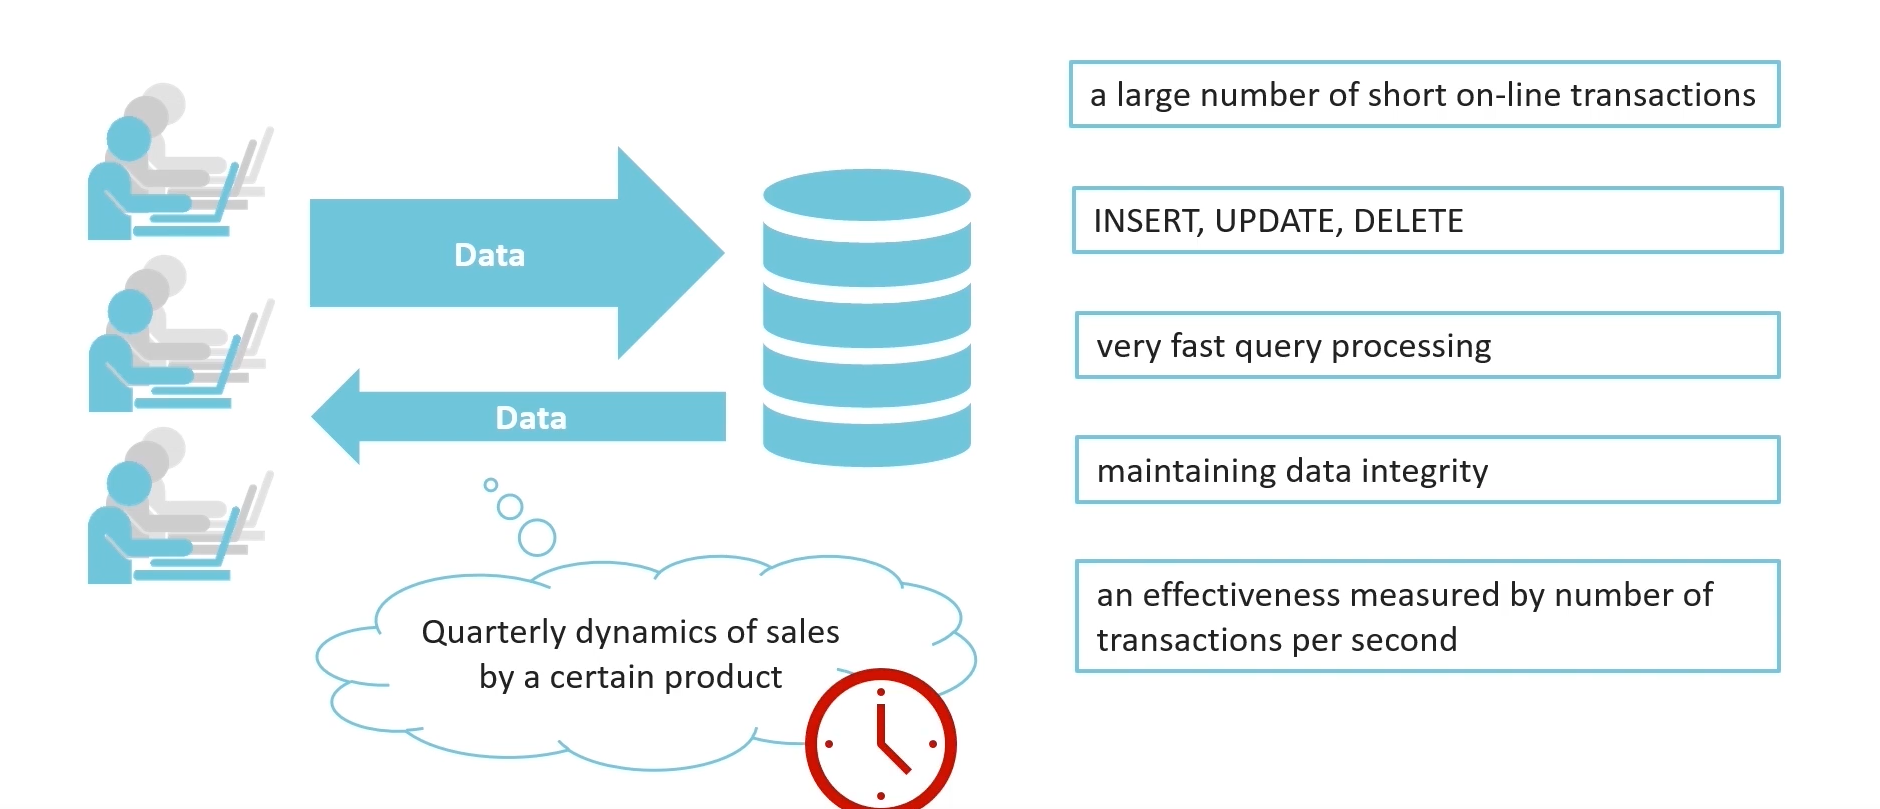 Data
Data
Quarterly dynamics of sales
by a certain product
a large number of short on-line transactions
INSERT, UPDATE, DELETE
very fast query processing
maintaining data integrity
an effectiveness measured by number of
transactions per second